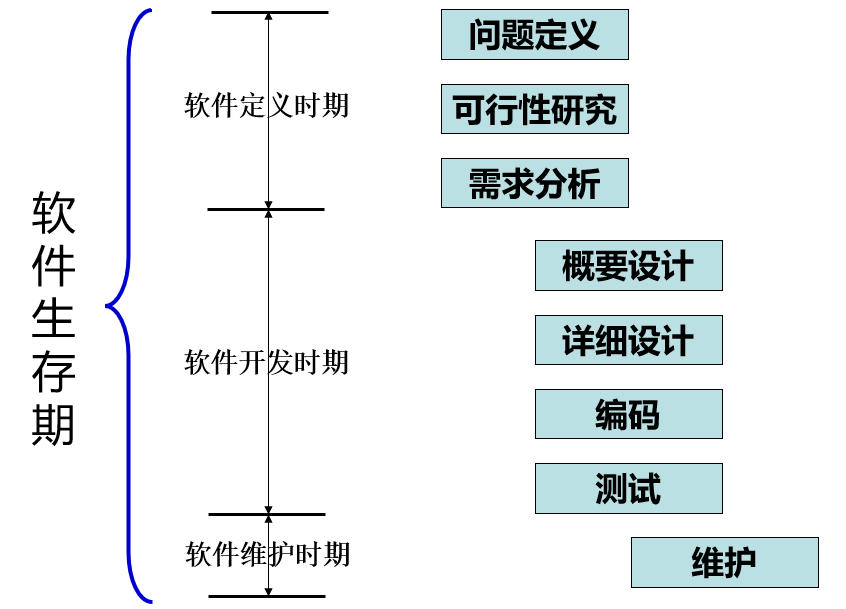 软件生存期
软件定义时期
问题定义
可行性研究
需求分析
软件开发时期
概要设计
详细设计
编码
测试
软件维护时期
维护